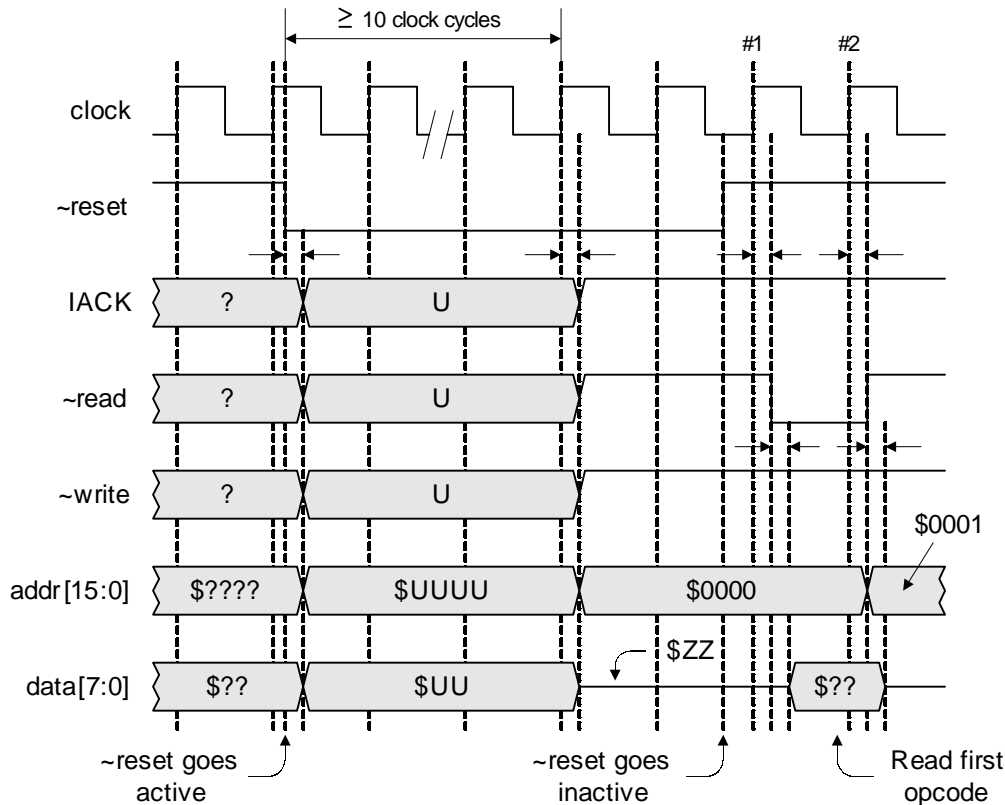 ≥ 10 clock cycles
#1 #2
clock
~reset
IACK ? U
~read ? U
~write ? U
$0001
addr[15:0] $???? $UUUU $0000
$ZZ
data[7:0] $?? $UU $??
~reset goes
active
~reset goes
inactive
Read first
opcode